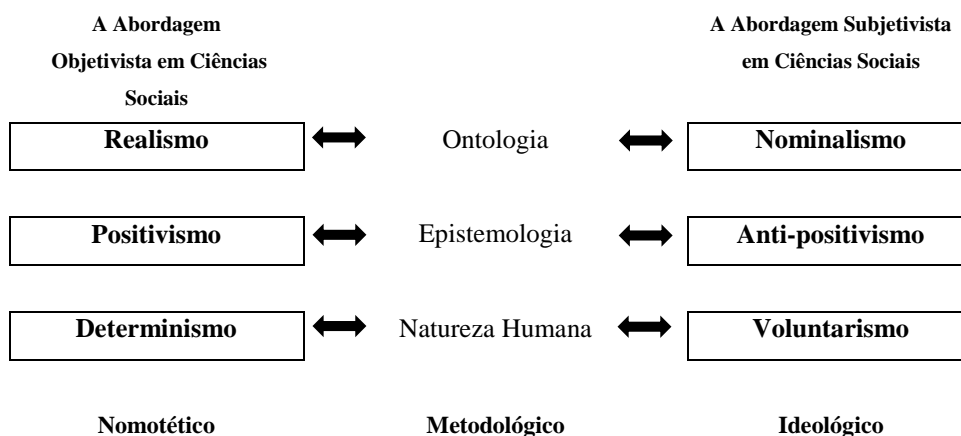 A Abordagem
Objetivista em Ciências
Sociais
A Abordagem Subjetivista
em Ciências Sociais
Realismo
Ontologia
Nominalismo
Positivismo
Epistemologia
Anti-positivismo
Determinismo
Natureza Humana
Voluntarismo
Nomotético
Metodológico
Ideológico